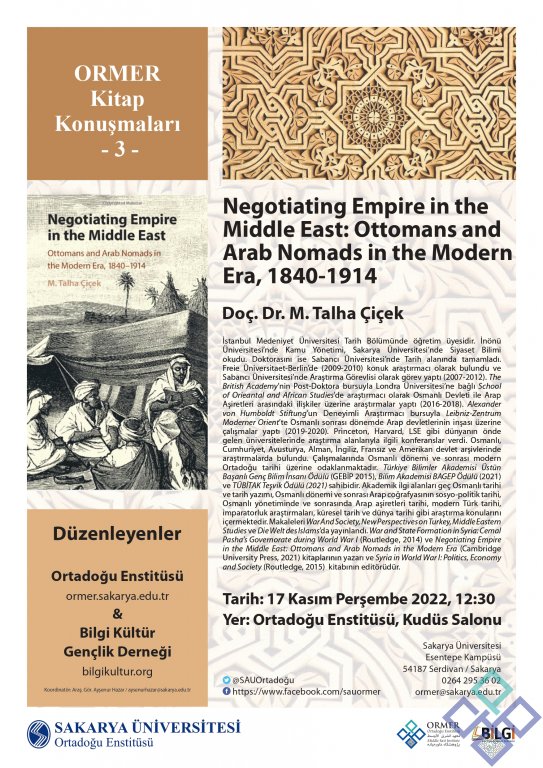 ORMER
Kitap
Konuşmaları
- 3 -
Negotiating Empire
in the Middle East
Ottomans and Arab Nomads in
the Modern Era, 1840–1914
M. Talha Çiçek
Negotiating Empire in the
Middle East: Ottomans and
Arab Nomads in the Modern
Era, 1840-1914
Doç. Dr. M. Talha Çiçek
İstanbul Medeniyet Üniversitesi Tarih Bölümünde öğretim üyesidir. İnönü
Üniversitesi'nde Kamu Yönetimi, Sakarya Üniversitesi'nde Siyaset Bilimi
okudu. Doktorasını ise Sabancı Üniversitesi'nde Tarih alanında tamamladı.
Freie Üniversitaet-Berlin'de (2009-2010) konuk araştırmacı olarak bulundu ve
Sabancı Üniversitesi'nde Araştırma Görevlisi olarak görev yaptı (2007-2012). The
British Academy'nin Post-Doktora bursuyla Londra Üniversitesi'ne bağlı School
of Orieantal and African Studies'de araştırmacı olarak Osmanlı Devleti ile Arap
Aşiretleri arasındaki ilişkiler üzerine araştırmalar yaptı (2016-2018). Alexander
von Humboldt Stiftung'un Deneyimli Araştırmacı bursuyla Leibniz-Zentrum
Moderner Orient'te Osmanlı sonrası dönemde Arap devletlerinin inşası üzerine
çalışmalar yaptı (2019-2020). Princeton, Harvard, LSE gibi dünyanın önde
gelen üniversitelerinde araştırma alanlarıyla ilgili konferanslar verdi. Osmanlı,
Cumhuriyet, Avusturya, Alman, İngiliz, Fransız ve Amerikan devlet arşivlerinde
araştırmalarda bulundu. Çalışmalarında Osmanlı dönemi ve sonrası modern
Ortadoğu tarihi üzerine odaklanmaktadır. Türkiye Bilimler Akademisi Üstün
Başarılı Genç Bilim İnsanı Ödülü (GEBİP 2015), Bilim Akademisi BAGEP Ödülü (2021)
ve TÜBİTAK Teşvik Ödülü (2021) sahibidir. Akademik ilgi alanları geç Osmanlı tarihi
ve tarih yazımı, Osmanlı dönemi ve sonrası Arap coğrafyasının sosyo-politik tarihi,
Osmanlı yönetiminde ve sonrasında Arap aşiretleri tarihi, modern Türk tarihi,
imparatorluk araştırmaları, küresel tarih ve dünya tarihi gibi araştırma konularını
içermektedir. Makaleleri War And Society, New Perspectives on Turkey, Middle Eastern
Studies ve Die Welt des Islams'da yayınlandı. War and State Formation in Syria: Cemal
Pasha's Governorate during World War I (Routledge, 2014) ve Negotiating Empire
in the Middle East: Ottomans and Arab Nomads in the Modern Era (Cambridge
University Press, 2021) kitaplarının yazarı ve Syria in World War I: Politics, Economy
and Society (Routledge, 2015) kitabının editörüdür.
Düzenleyenler
Ortadoğu Enstitüsü
ormer.sakarya.edu.tr
&
Bilgi Kültür
Gençlik Derneği
bilgikultur.org
Koordinatör: Araş. Gör. Ayşenur Hazar / aysenurhazar@sakarya.edu.tr
Tarih: 17 Kasım Perşembe 2022, 12:30
Yer: Ortadoğu Enstitüsü, Kudüs Salonu
Sakarya Üniversitesi
Esentepe Kampüsü
54187 Serdivan / Sakarya
0264 295 36 02
ormer@sakarya.edu.tr
@SAUOrtadoğu
https://www.facebook.com/sauormer
SAKARYA ÜNİVERSİTESİ
Ortadoğu Enstitüsü
ORMER
Ortadoğu Enstitüsü
Middle East Institute
BİLGİ